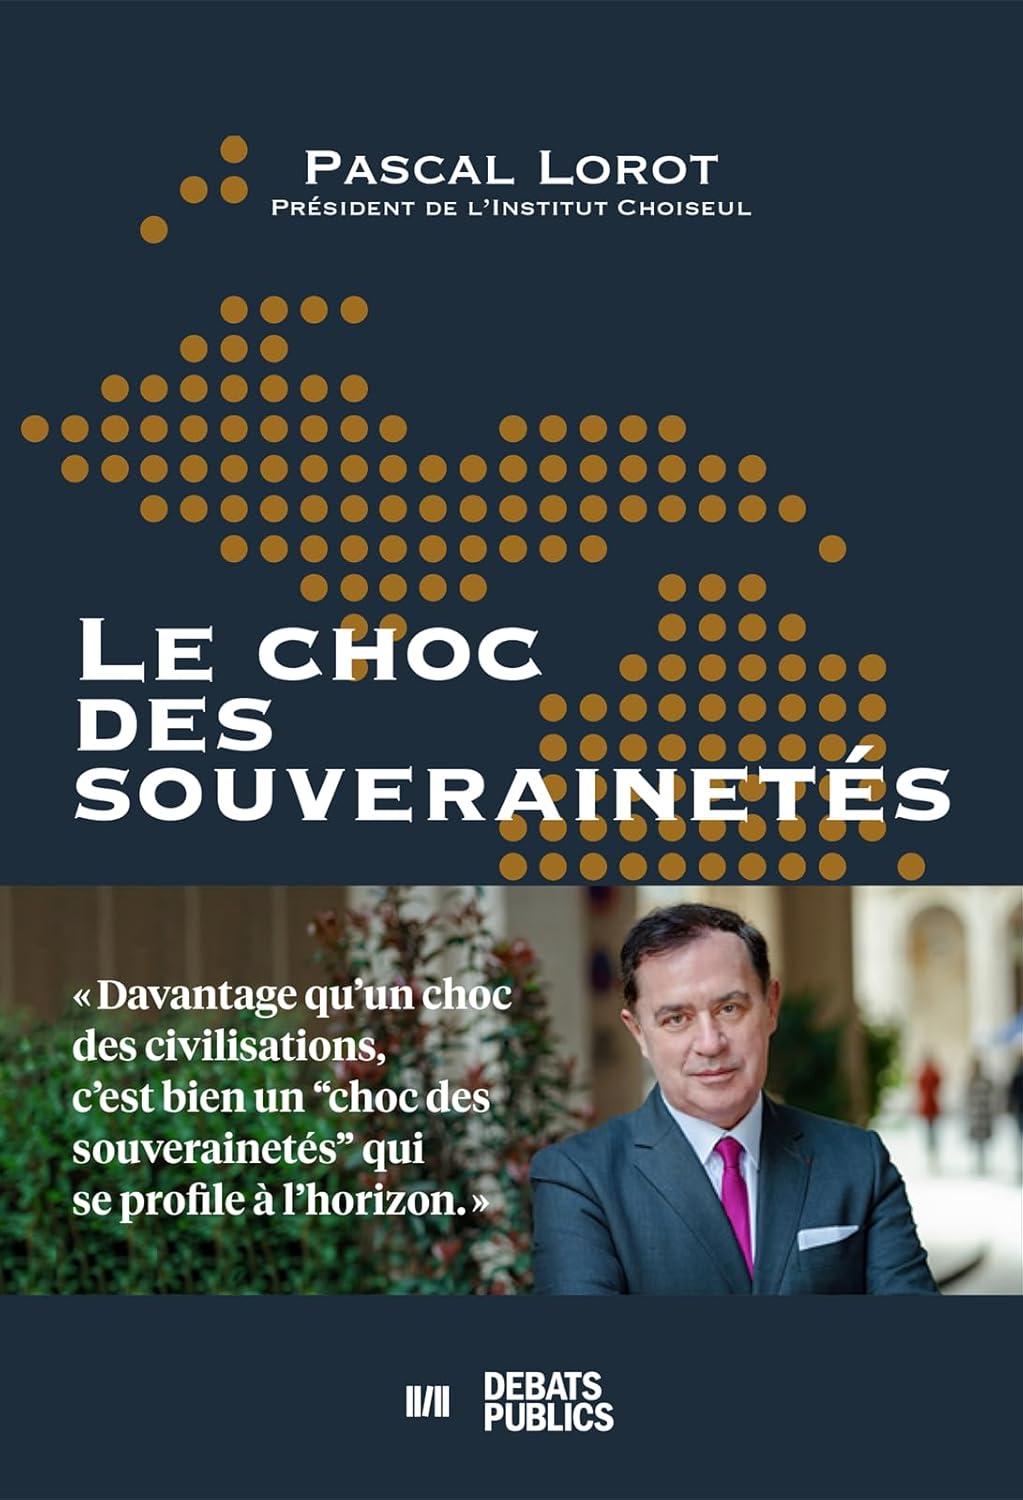 PASCAL LOROT
PRÉSIDENT DE L'INSTITUT CHOISEUL
LE CHOC
DES
SOUVERAINETÉS
« Davantage qu'un choc
des civilisations,
c'est bien un “choc des
souverainetés” qui
se profile à l'horizon. »
DEBATS
PUBLICS